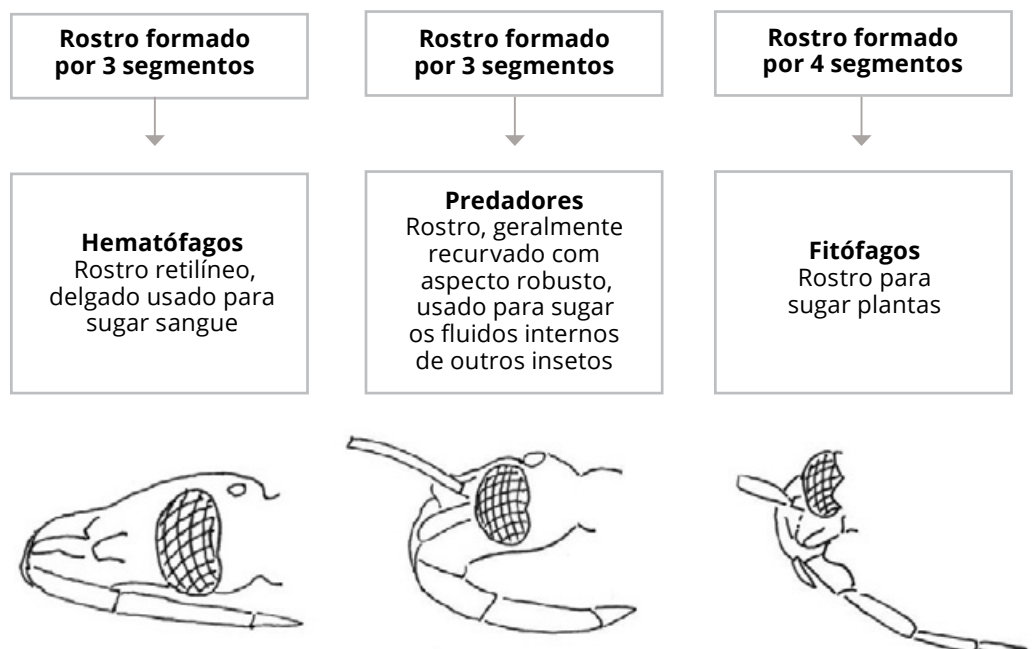 Rostro formado
por 3 segmentos
Rostro formado
por 3 segmentos
Rostro formado
por 4 segmentos
Hematófagos
Rostro retilíneo,
delgado usado para
sugar sangue
Predadores
Rostro, geralmente
recurvado com
aspecto robusto,
usado para sugar
os fluidos internos
de outros insetos
Fitófagos
Rostro para
sugar plantas